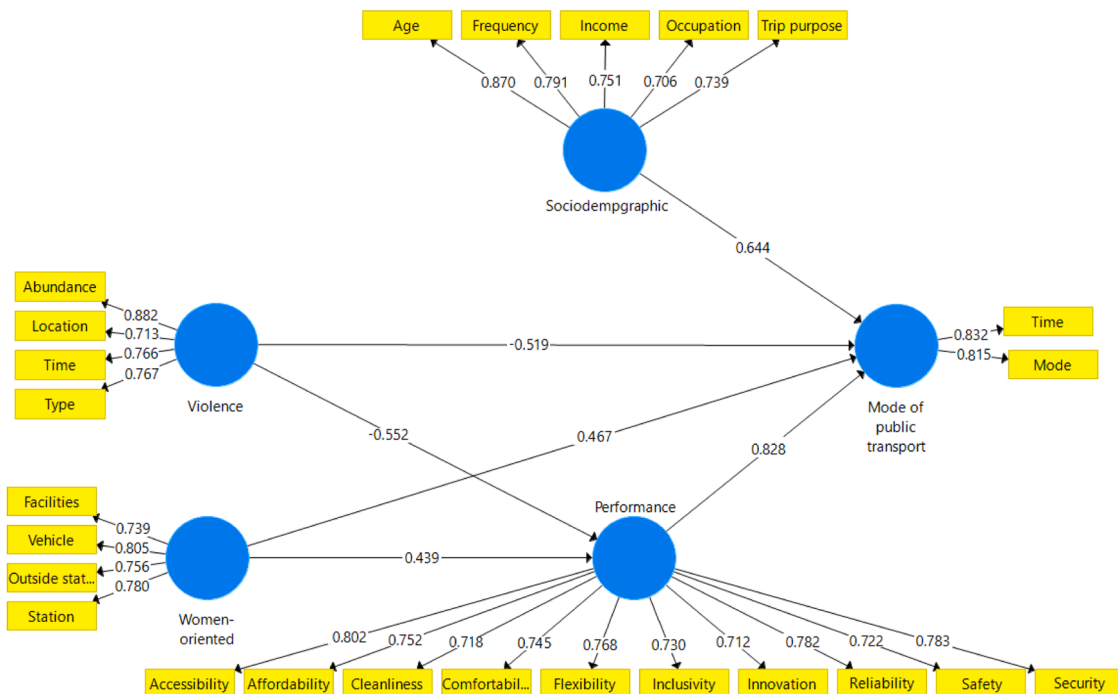 Age Frequency Income Occupation Trip purpose
0.870 0.791 0.751 0.706 0.739
Sociodempgraphic
0.644
Abundance
Location
Time
Type
0.882
0.713
0.766
0.767
Violence
-0.519
-0.552
0.467
0.828
Time
Mode
0.832
0.815
Mode of
public
transport
Facilities
Vehicle
Outside stat...
Station
0.739
0.805
0.756
0.780
Women-
oriented
0.439
Performance
0.802 0.752 0.718 0.745 0.768 0.730 0.712 0.782 0.722 0.783
Accessibility Affordability Cleanliness Comfortabil... Flexibility Inclusivity Innovation Reliability Safety Security